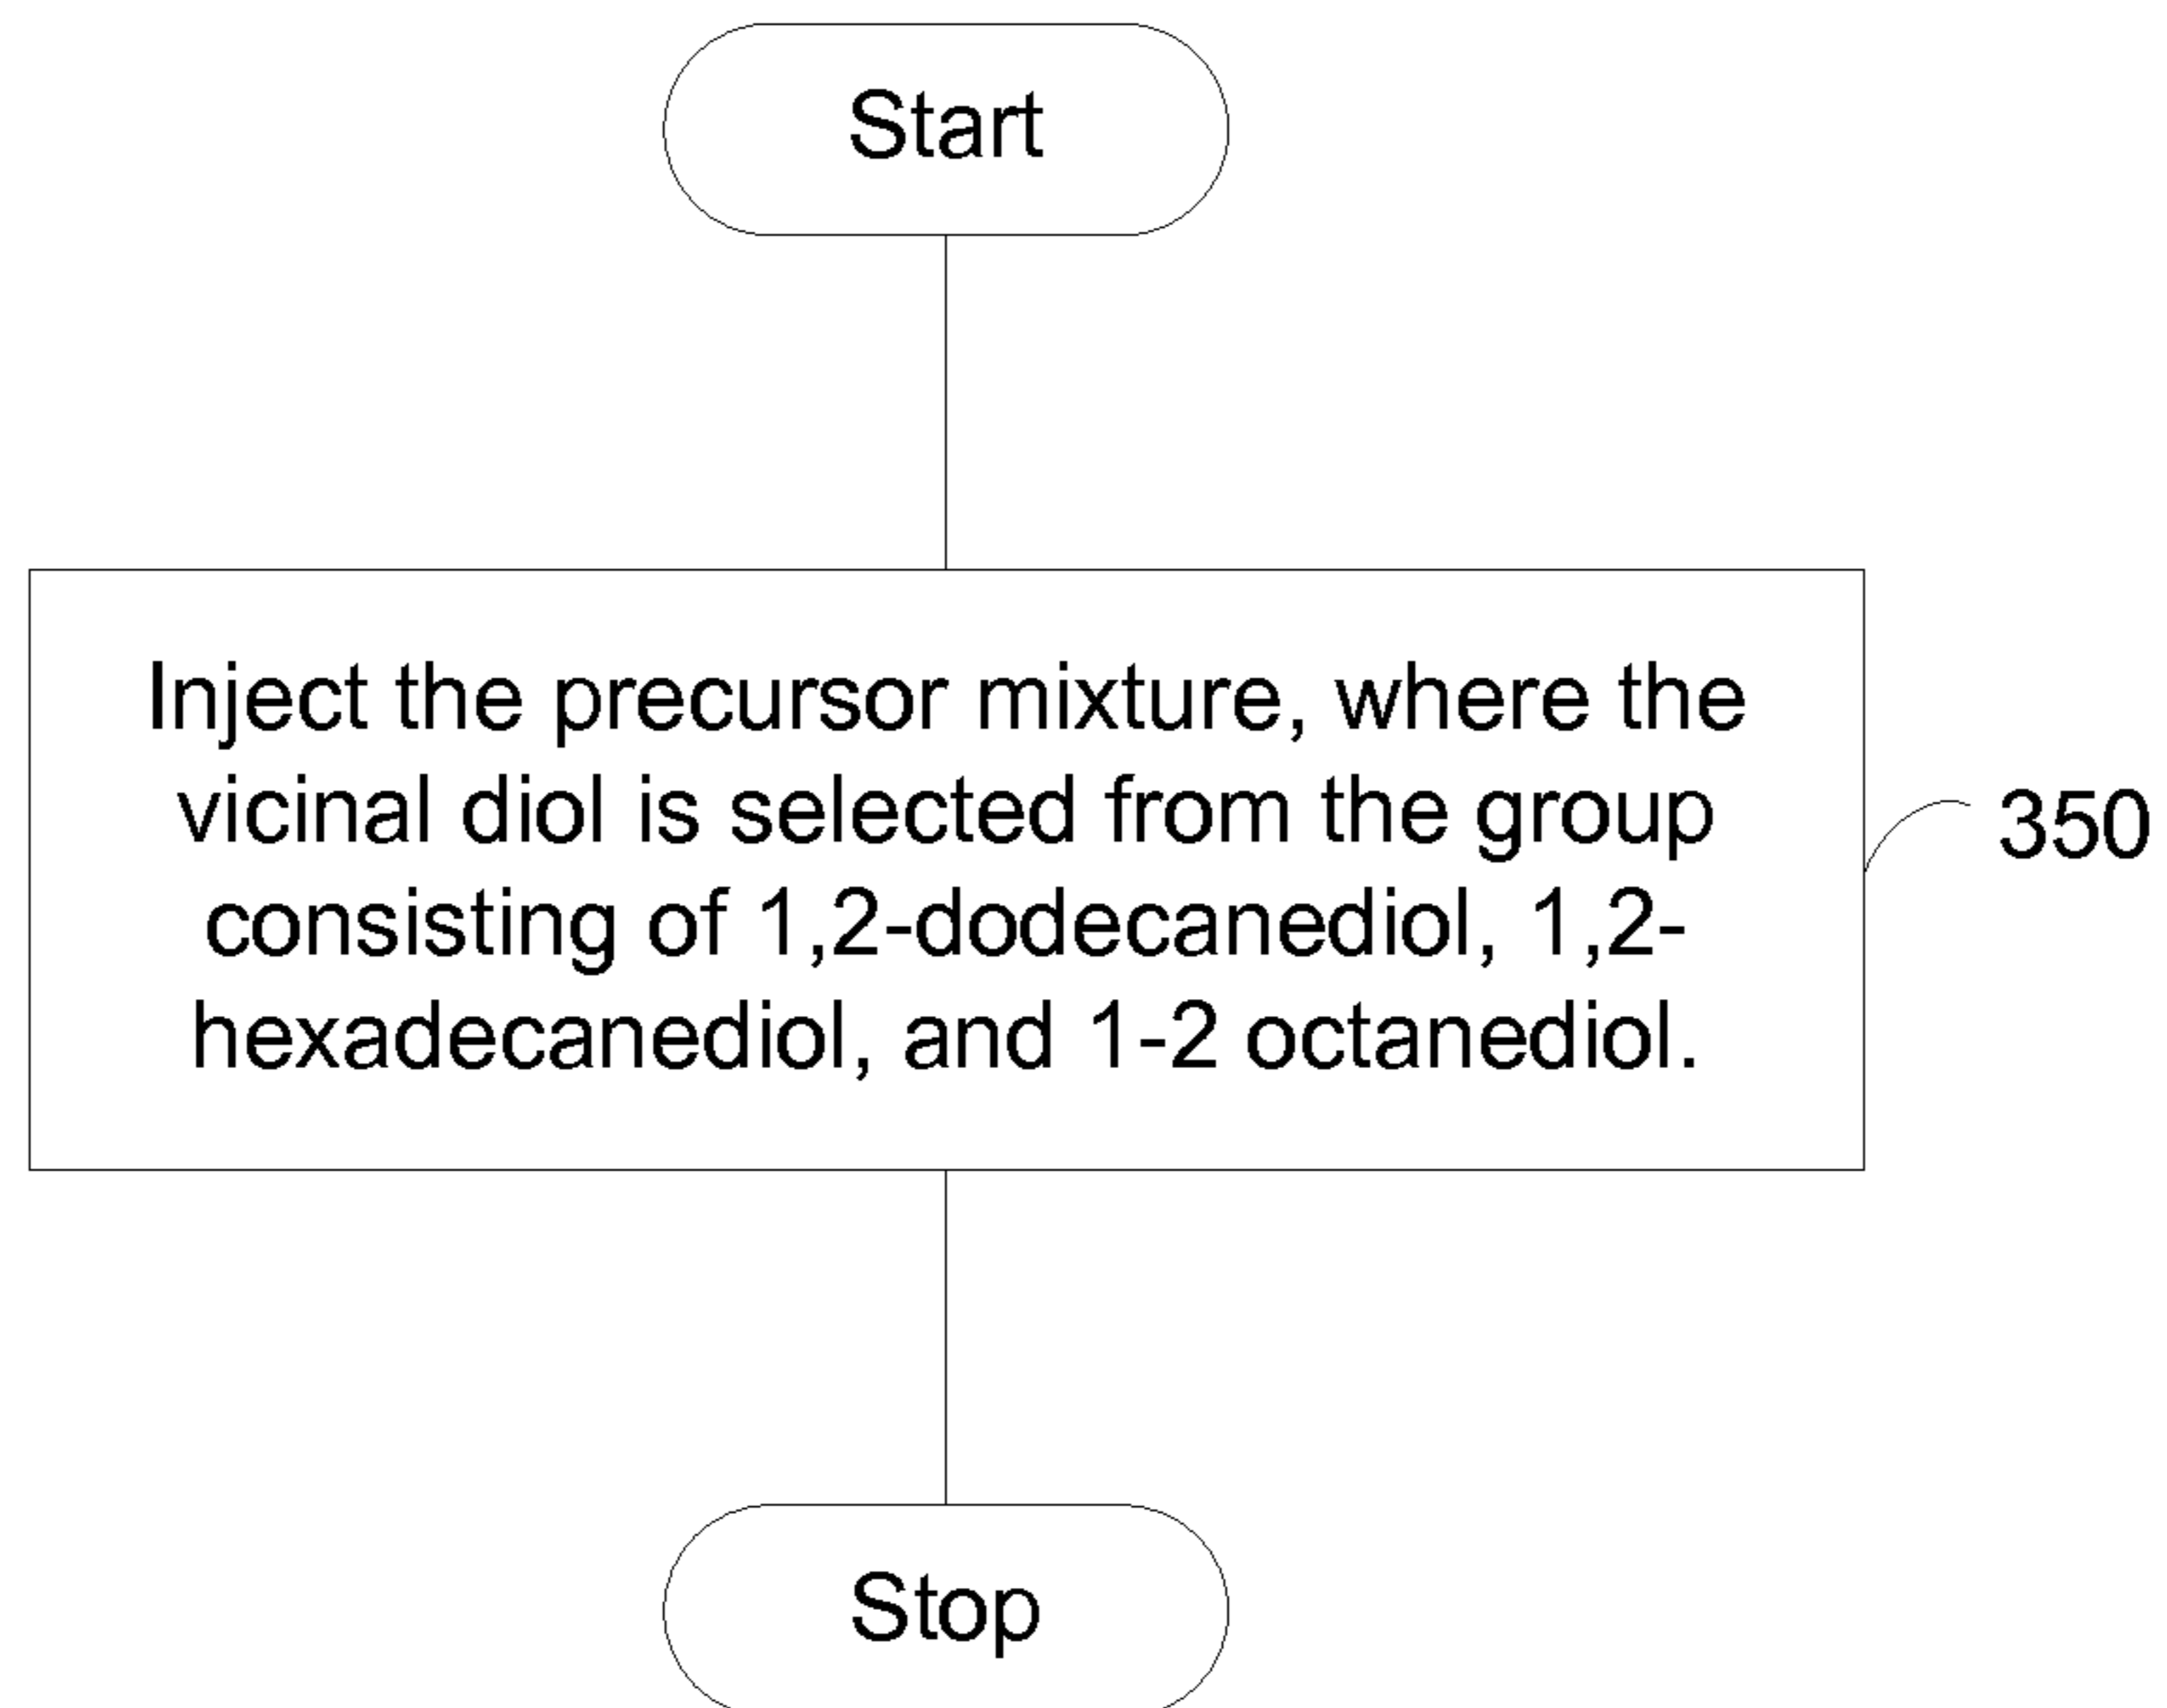 Start
Inject the precursor mixture, where the
vicinal diol is selected from the group
consisting of 1,2-dodecanediol, 1,2-
hexadecanediol, and 1-2 octanediol.
350
Stop